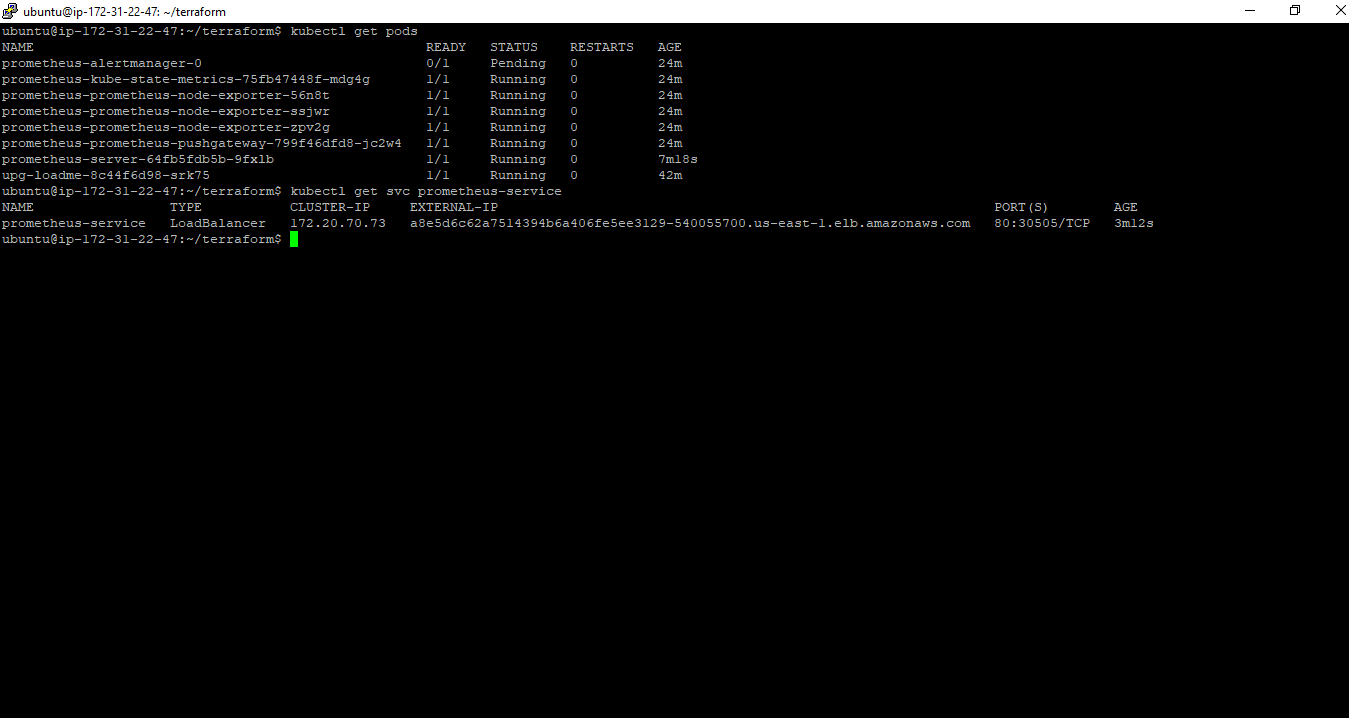 ubuntu@ip-172-31-22-47: ~/terraform
ubuntu@ip-172-31-22-47:~/terraform$ kubectl get pods
NAME READY STATUS RESTARTS AGE
prometheus-alertmanager-0 0/1 Pending 0 24m
prometheus-kube-state-metrics-75fb47448f-mdg4g 1/1 Running 0 24m
prometheus-prometheus-node-exporter-56n8t 1/1 Running 0 24m
prometheus-prometheus-node-exporter-ssjwr 1/1 Running 0 24m
prometheus-prometheus-node-exporter-zpv2g 1/1 Running 0 24m
prometheus-prometheus-pushgateway-799f46dfd8-jc2w4 1/1 Running 0 24m
prometheus-server-64fb5fdb5b-9fxlb 1/1 Running 0 7m18s
upg-loadme-8c44f6d98-srk75 1/1 Running 0 42m
ubuntu@ip-172-31-22-47:~/terraform$ kubectl get svc prometheus-service
NAME TYPE CLUSTER-IP EXTERNAL-IP PORT(S) AGE
prometheus-service LoadBalancer 172.20.70.73 a8e5d6c62a7514394b6a406fe5ee3129-540055700.us-east-1.elb.amazonaws.com 80:30505/TCP 3m12s
ubuntu@ip-172-31-22-47:~/terraform$